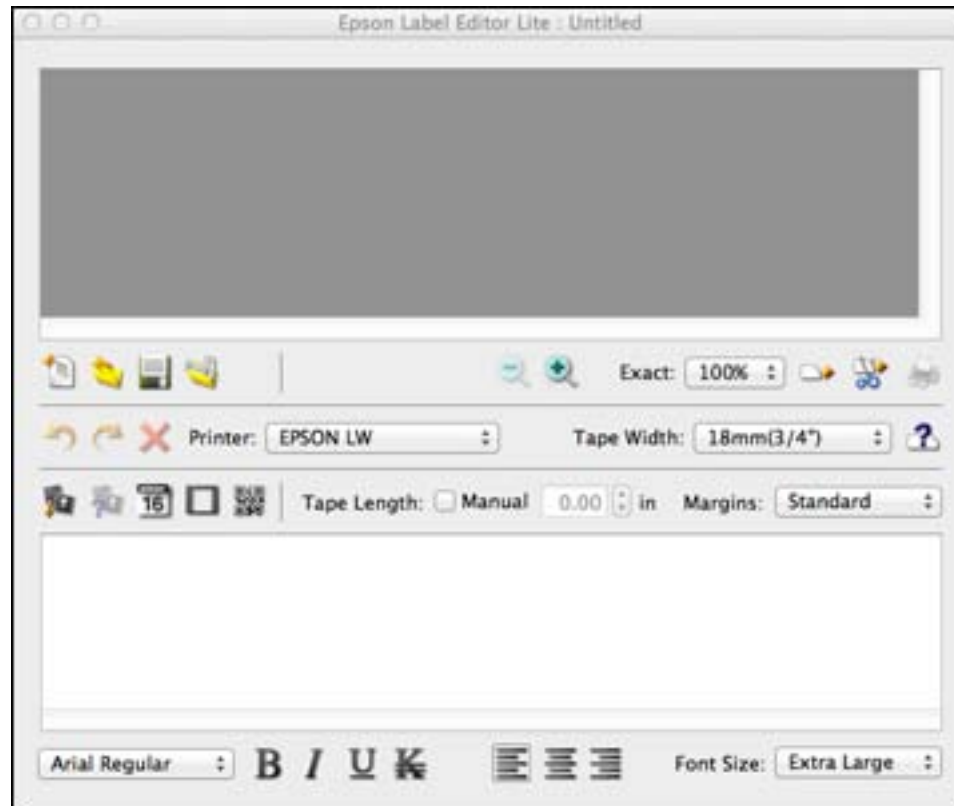 Epson Label Editor Lite : Untitled
Exact: 100%
Printer: EPSON LW Tape Width: 18mm(3/4")
16 Tape Length: Manual 0.00 in Margins: Standard
Arial Regular B I U K Font Size: Extra Large